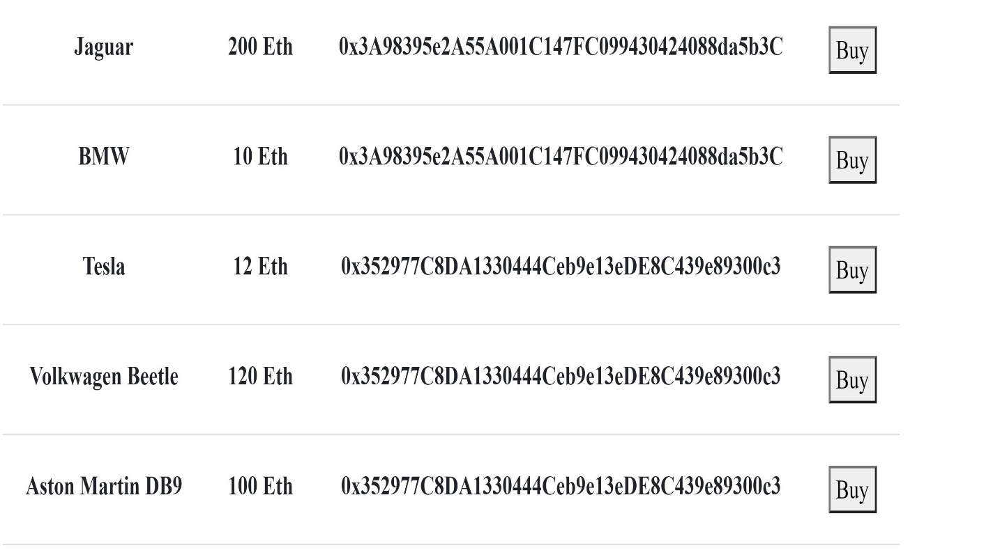 Jaguar 200 Eth 0x3A98395e2A55A001C147FC099430424088da5b3C Buy
BMW 10 Eth 0x3A98395e2A55A001C147FC099430424088da5b3C Buy
Tesla 12 Eth 0x352977C8DA1330444Ceb9e13eDE8C439e89300c3 Buy
Volkwagen Beetle 120 Eth 0x352977C8DA1330444Ceb9e13eDE8C439e89300c3 Buy
Aston Martin DB9 100 Eth 0x352977C8DA1330444Ceb9e13eDE8C439e89300c3 Buy